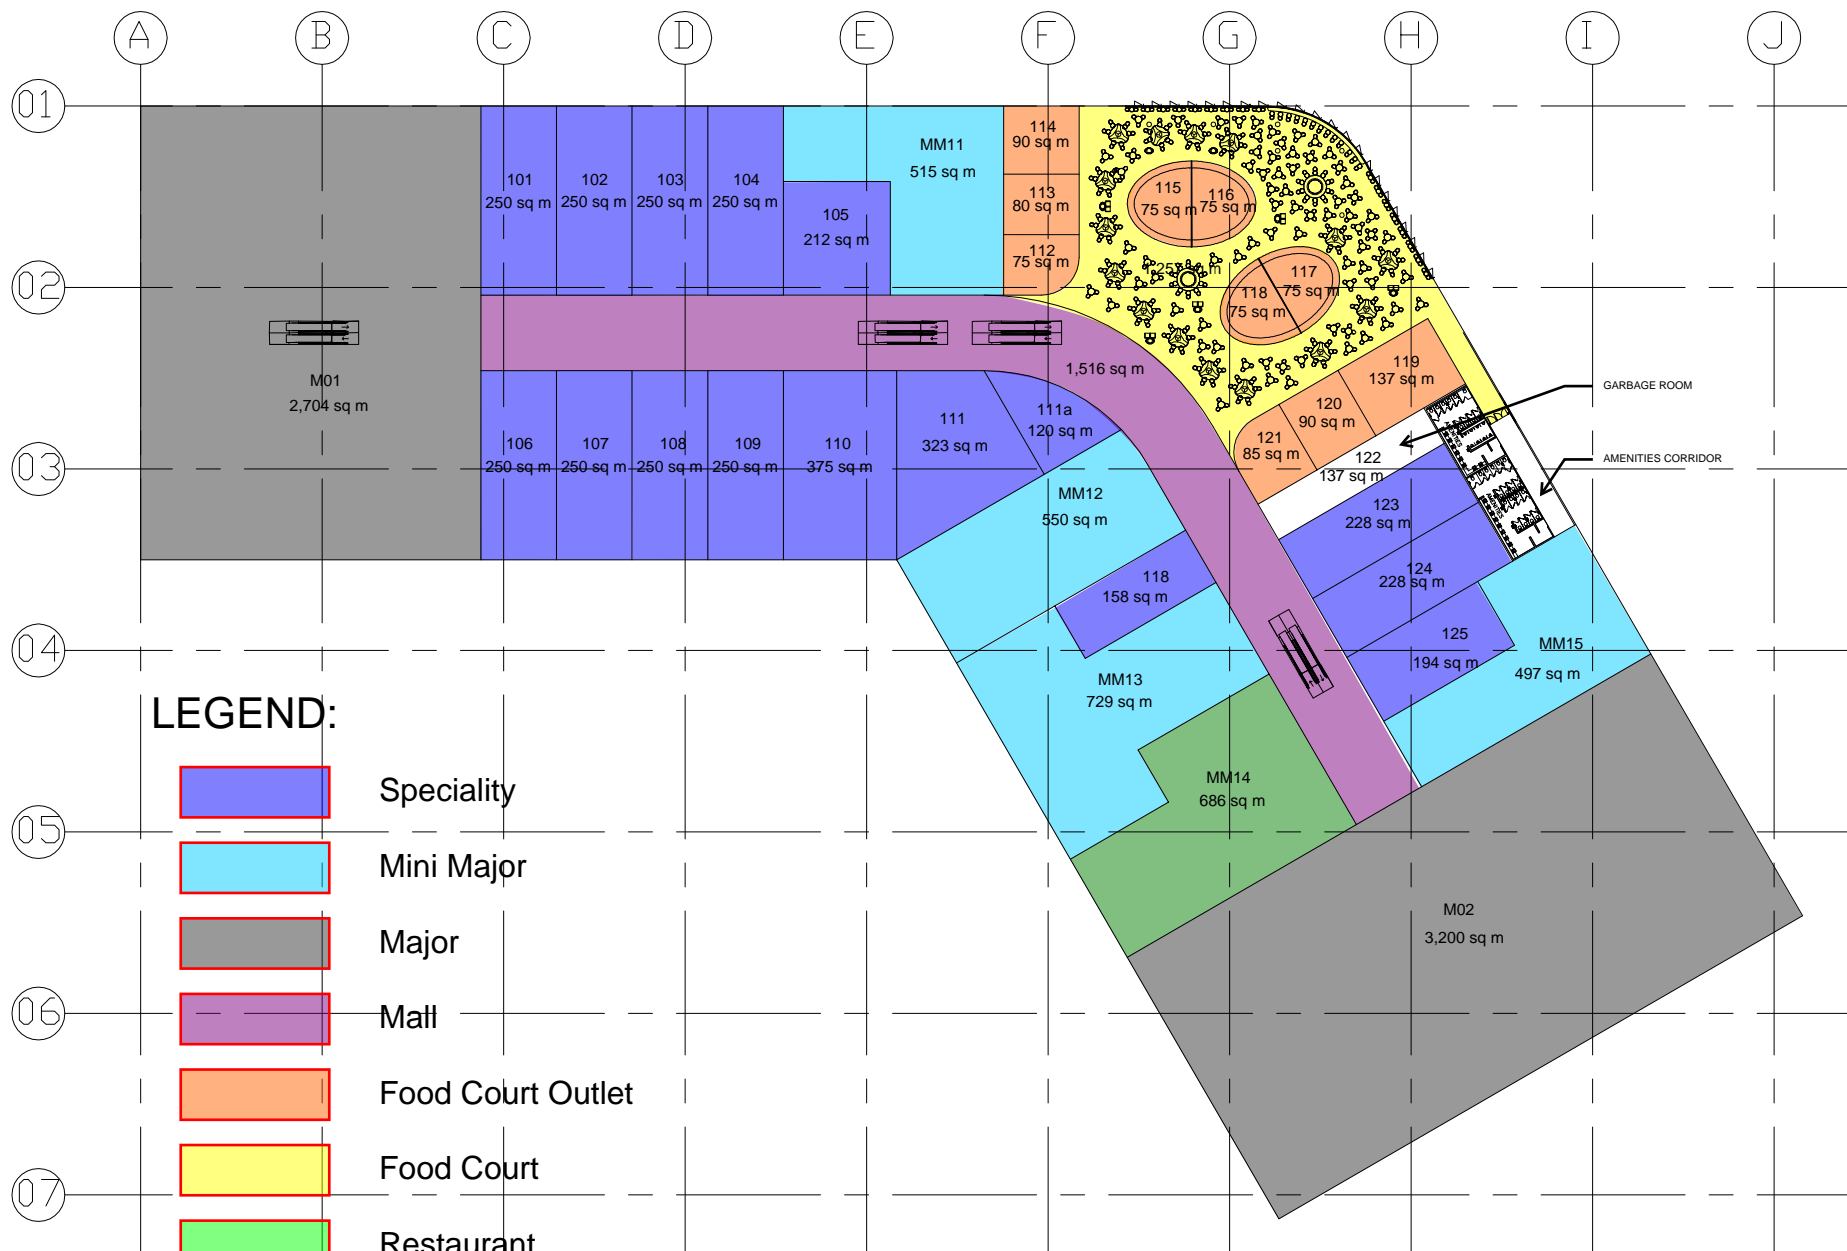 A B C D E F G H I J
01
02
03
04
05
06
07
M01
2,704 sq m
101
250 sq m
102
250 sq m
103
250 sq m
104
250 sq m
105
212 sq m
MM11
515 sq m
114
90 sq m
113
80 sq m
112
75 sq m
115
75 sq m
116
75 sq m
117
75 sq m
118
75 sq m
119
137 sq m
120
90 sq m
121
85 sq m
122
137 sq m
GARBAGE ROOM
AMENITIES CORRIDOR
1,516 sq m
106
250 sq m
107
250 sq m
108
250 sq m
109
250 sq m
110
375 sq m
111
323 sq m
111a
120 sq m
MM12
550 sq m
118
158 sq m
123
228 sq m
124
228 sq m
125
194 sq m
MM15
497 sq m
MM13
729 sq m
MM14
686 sq m
M02
3,200 sq m
LEGEND:
Speciality
Mini Major
Major
Mall
Food Court Outlet
Food Court
Restaurant